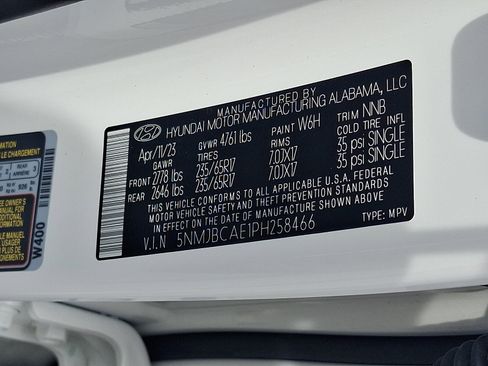 MANUFACTURED BY
HYUNDAI MOTOR MANUFACTURING ALABAMA, LLC
Apr/11/23 GVWR 4761 lbs PAINT W6H TRIM NNB
GAWR TIRES RIMS COLD TIRE INFL
FRONT 2778 lbs 235/65R17 7.0JX17 35 psi SINGLE
REAR 2646 lbs 235/65R17 7.0JX17 35 psi SINGLE
THIS VEHICLE CONFORMS TO ALL APPLICABLE U.S.A. FEDERAL
MOTOR VEHICLE SAFETY AND THEFT PREVENTION STANDARDS
IN EFFECT ON THE DATE OF MANUFACTURE SHOWN ABOVE
V.I.N 5NMJBCAE1PH258466 TYPE: MPV
W400
REAR
3